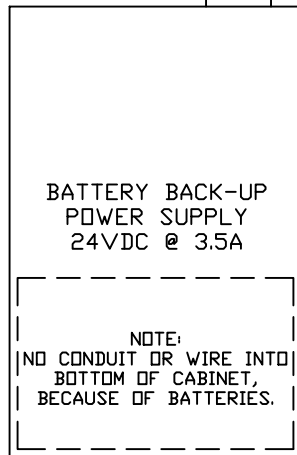 BATTERY BACK-UP
POWER SUPPLY
24VDC @ 3.5A
NOTE:
NO CONDUIT OR WIRE INTO
BOTTOM OF CABINET,
BECAUSE OF BATTERIES.